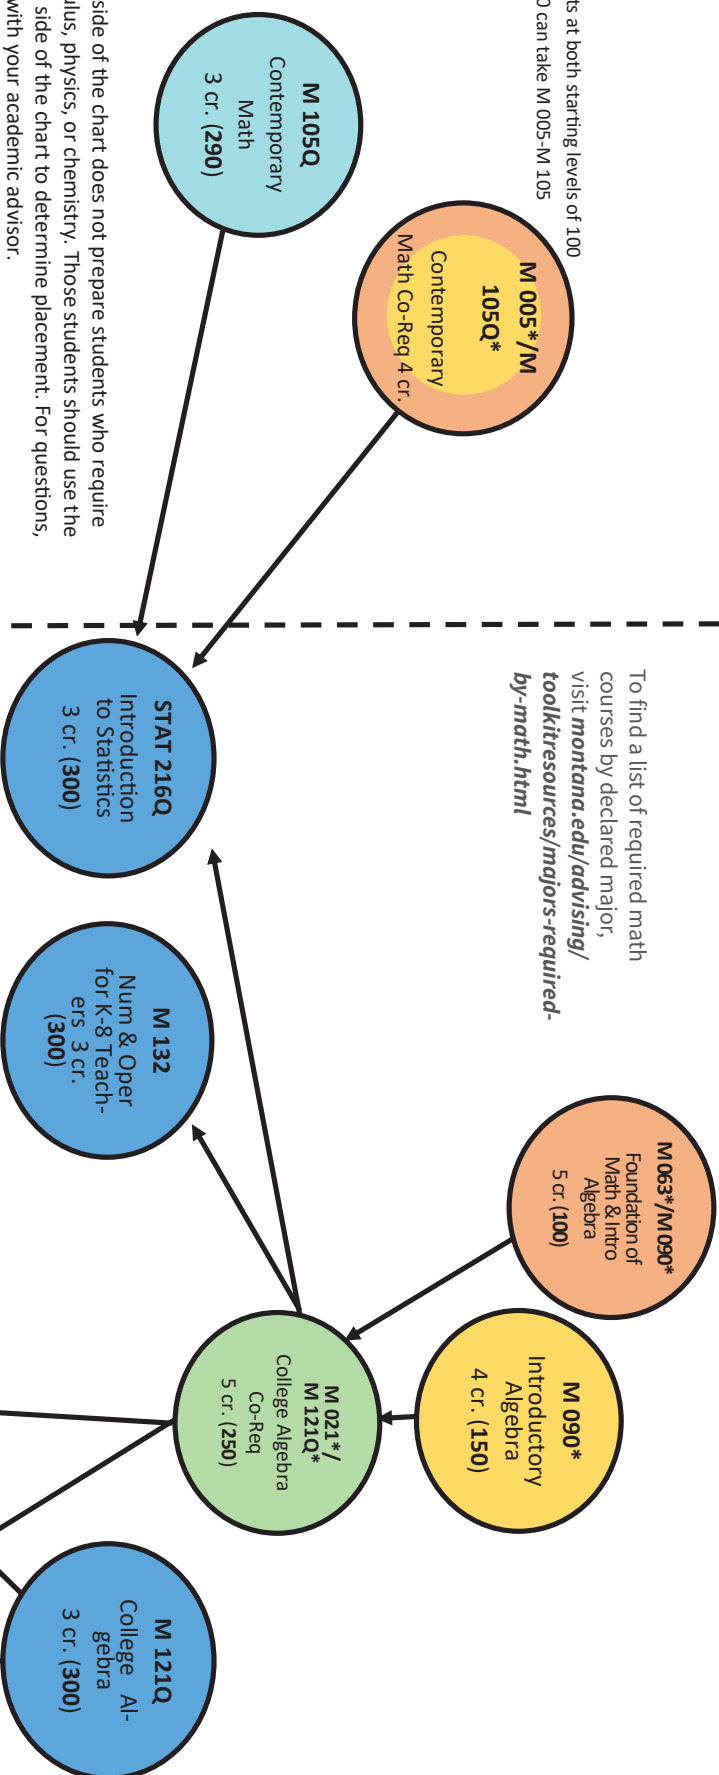 ts at both starting levels of 100
0 can take M 005-M 105
M 005*/M
105Q*
Contemporary
Math Co-Req 4 cr.
M 105Q
Contemporary
Math
3 cr. (290)
side of the chart does not prepare students who require
ulus, physics, or chemistry. Those students should use the
side of the chart to determine placement. For questions,
with your academic advisor.
To find a list of required math
courses by declared major,
visit montana.edu/advising/
toolkitresources/majors-required-
by-math.html
M063*/M090*
Foundation of
Math & Intro
Algebra
5 cr. (100)
M 090*
Introductory
Algebra
4 cr. (150)
M 021*/
M 121Q*
College Algebra
Co-Req
5 cr. (250)
STAT 216Q
Introduction
to Statistics
3 cr. (300)
M 132
Num & Oper
for K-8 Teach-
ers 3 cr.
(300)
M 121Q
College Al-
gebra
3 cr. (300)